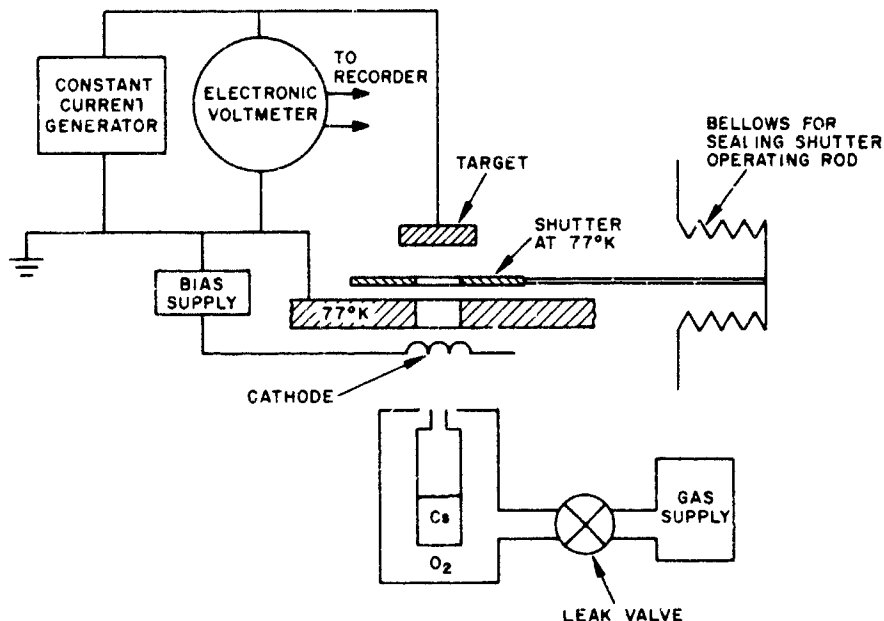 CONSTANT
CURRENT
GENERATOR
ELECTRONIC
VOLTMETER
TO
RECORDER
TARGET
BELLOWS FOR
SEALING SHUTTER
OPERATING ROD
SHUTTER
AT 77°K
BIAS
SUPPLY
77°K
CATHODE
Cs
O2
GAS
SUPPLY
LEAK VALVE